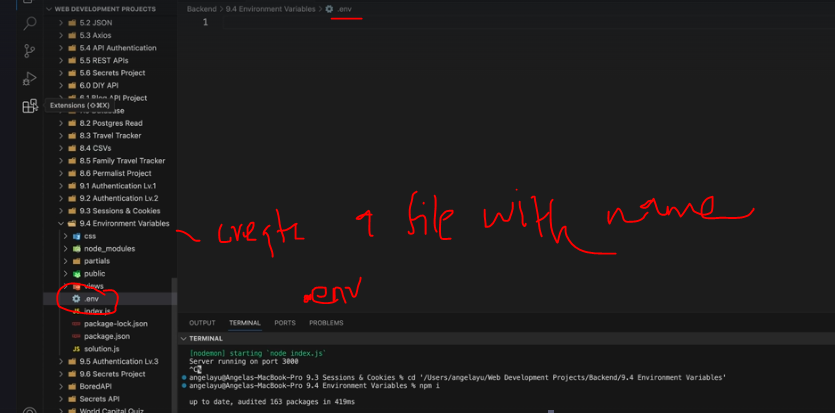 WEB DEVELOPMENT PROJECTS
5.2 JSON
5.3 Axios
5.4 API Authentication
5.5 REST APIs
5.6 Secrets Project
6.0 DIY API
6.1 Blog API Project
Extensions (⇧⌘X)
8.2 Postgres Read
8.3 Travel Tracker
8.4 CSVs
8.5 Family Travel Tracker
8.6 Permalist Project
9.1 Authentication Lv.1
9.2 Authentication Lv.2
9.3 Sessions & Cookies
9.4 Environment Variables
css
node_modules
partials
public
views
.env
index.js
package-lock.json
package.json
solution.js
9.5 Authentication Lv.3
9.6 Secrets Project
BoredAPI
Secrets API
World Capital Quiz
Backend > 9.4 Environment Variables > .env
1
create a file with name
.env
OUTPUT TERMINAL PORTS PROBLEMS
TERMINAL
[nodemon] starting `node index.js`
Server running on port 3000
^C
angelayu@Angelas-MacBook-Pro 9.3 Sessions & Cookies % cd '/Users/angelayu/Web Development Projects/Backend/9.4 Environment Variables'
angelayu@Angelas-MacBook-Pro 9.4 Environment Variables % npm i
up to date, audited 163 packages in 419ms